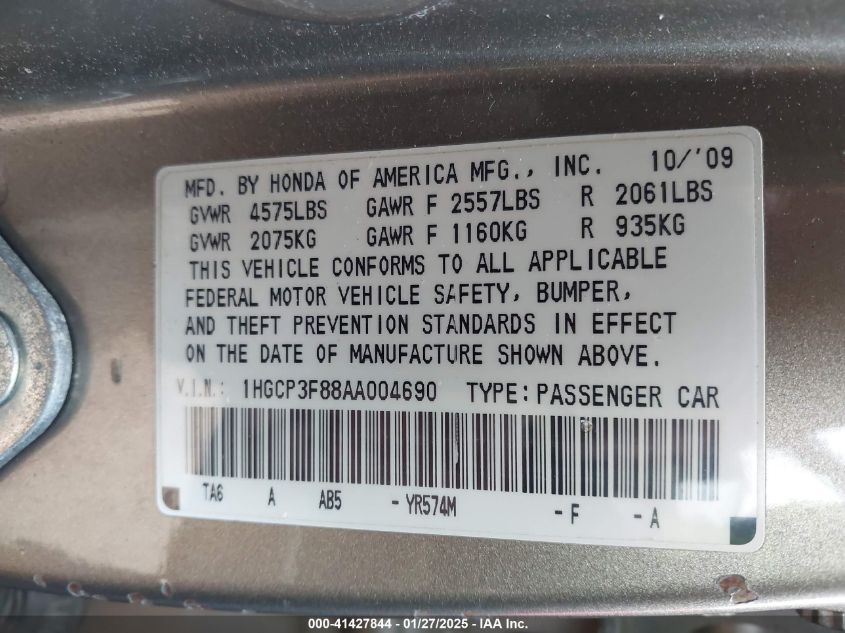 MFD. BY HONDA OF AMERICA MFG., INC. 10/'09
GVWR 4575LBS GAWR F 2557LBS R 2061LBS
GVWR 2075KG GAWR F 1160KG R 935KG
THIS VEHICLE CONFORMS TO ALL APPLICABLE
FEDERAL MOTOR VEHICLE SAFETY, BUMPER,
AND THEFT PREVENTION STANDARDS IN EFFECT
ON THE DATE OF MANUFACTURE SHOWN ABOVE.
V.I.N.: 1HGCP3F88AA004690 TYPE: PASSENGER CAR
TA6 A AB5 - YR574M - F - A
000-41427844 | 01/27/2025 | IAAI.com